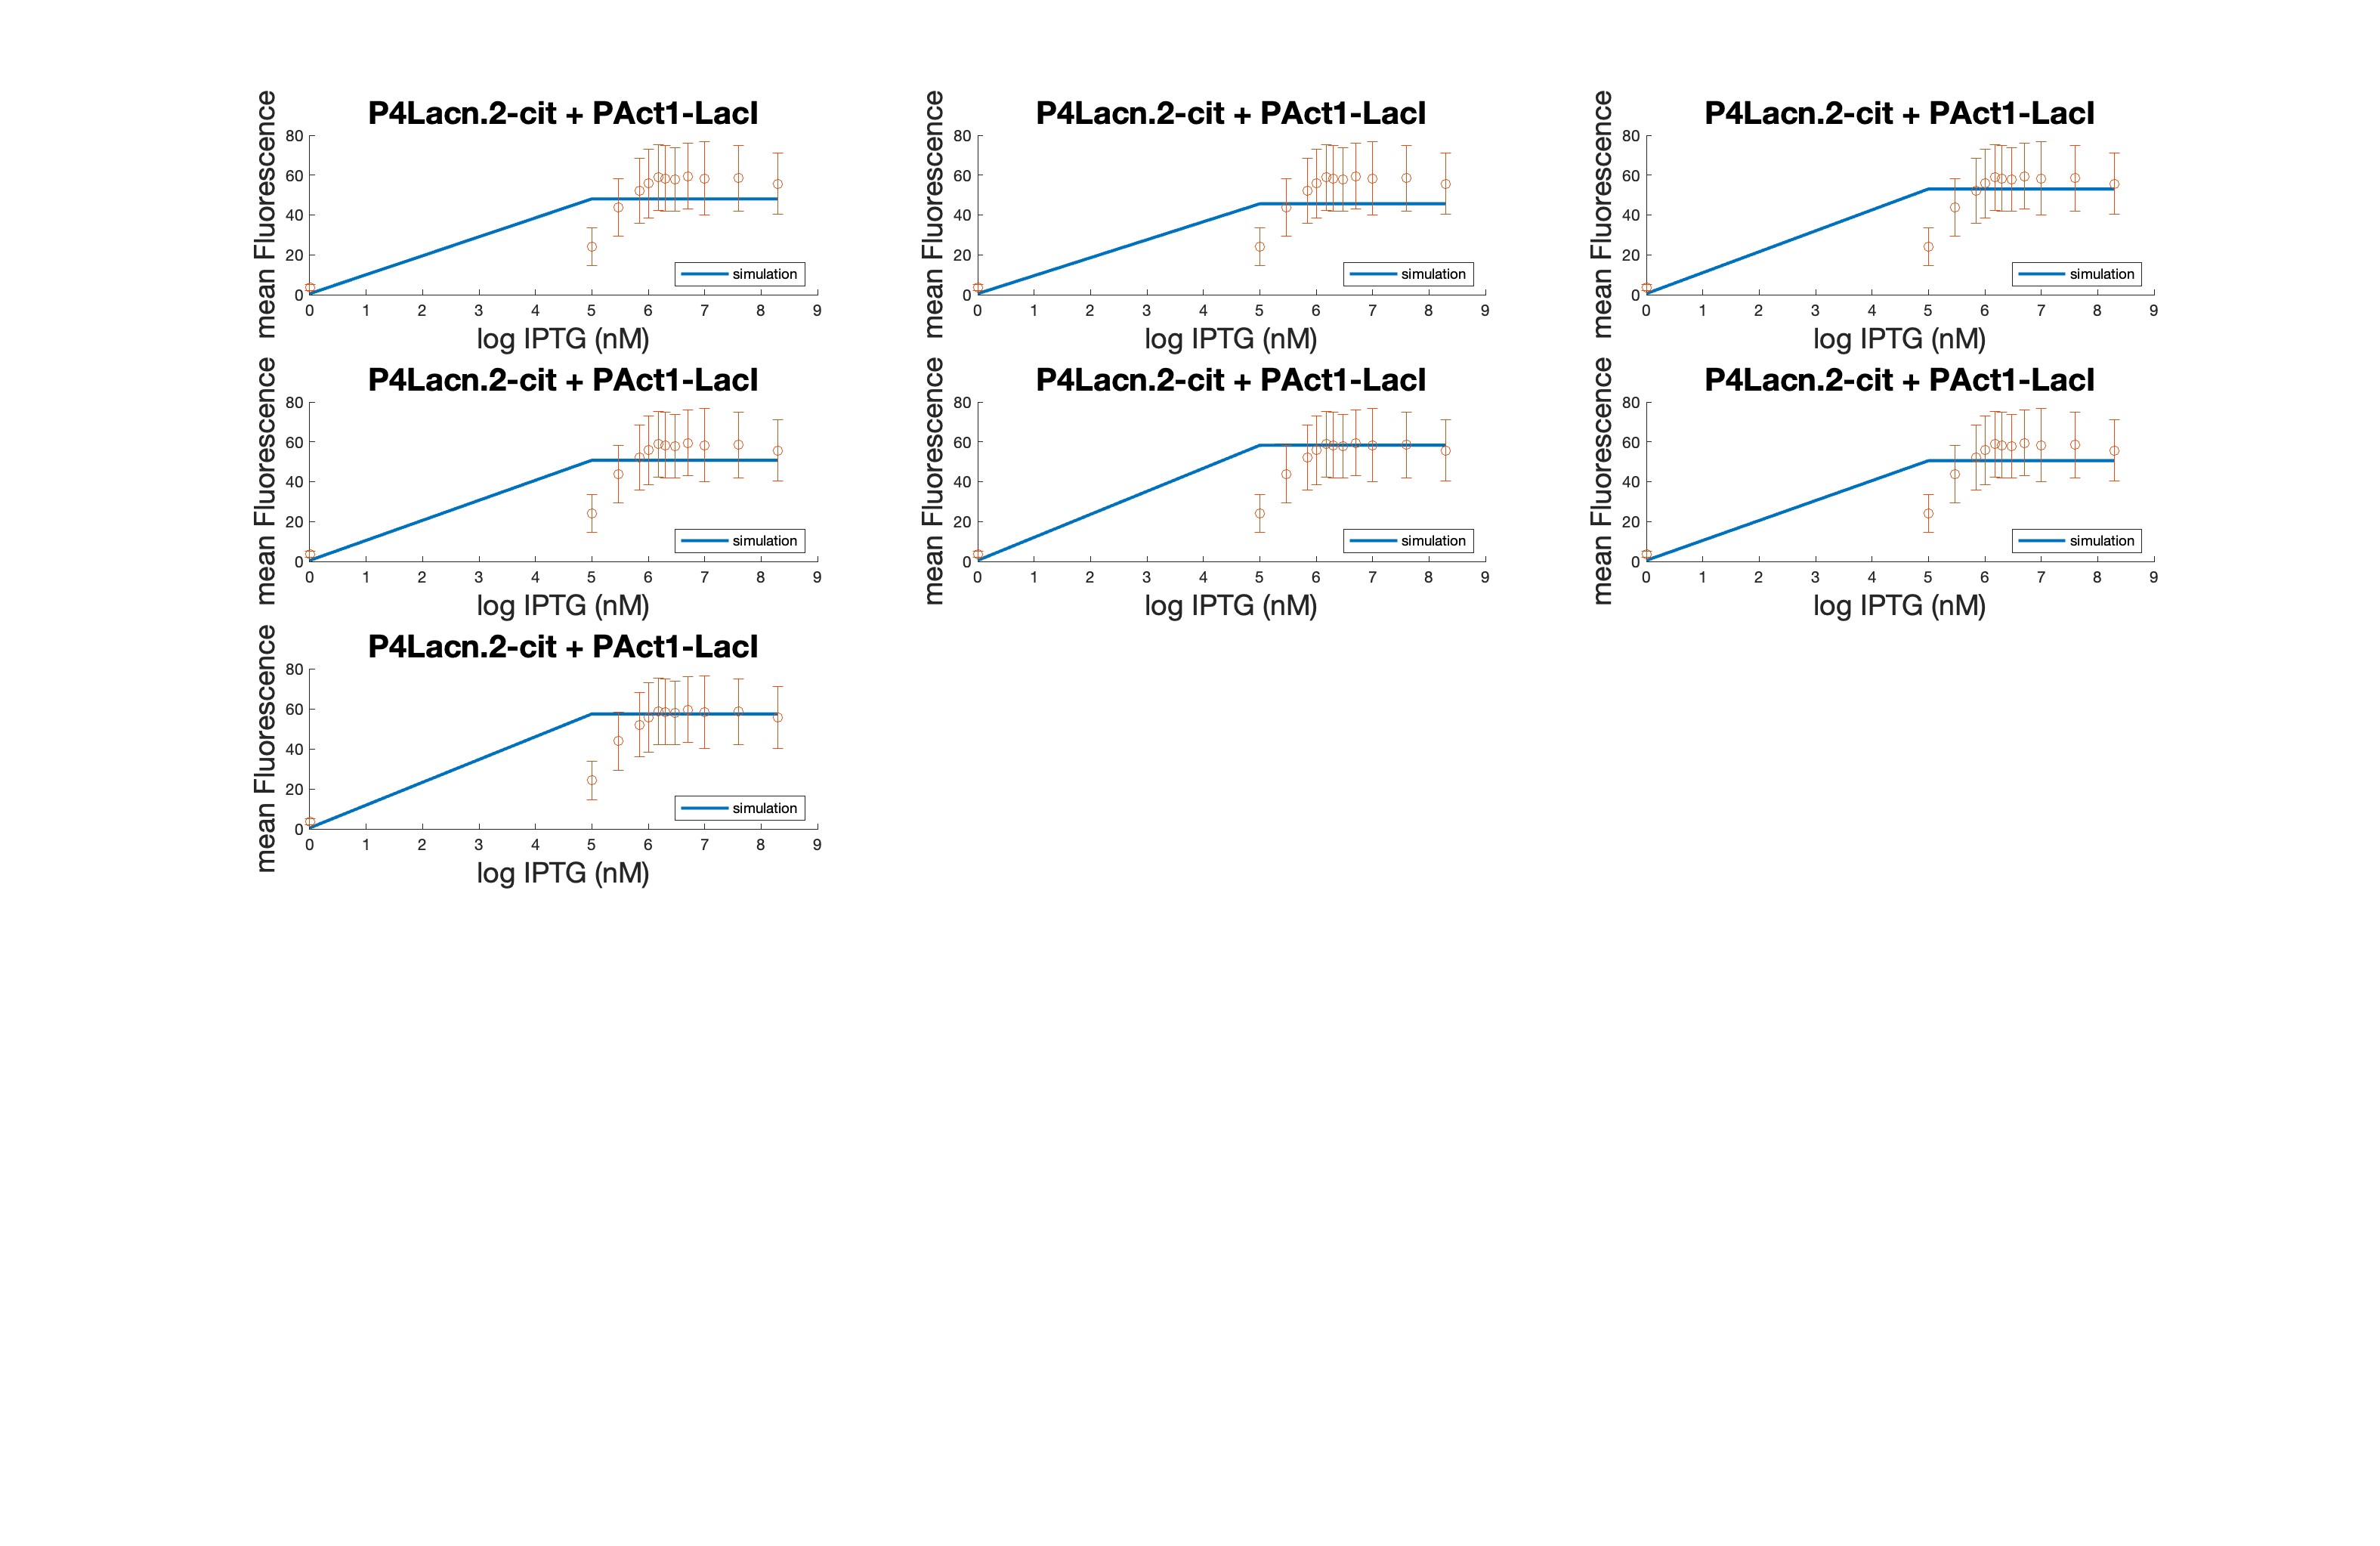 P4Lacn.2-cit + PAct1-LacI
mean Fluorescence
80
60
40
20
0
simulation
0 1 2 3 4 5 6 7 8 9
log IPTG (nM)
P4Lacn.2-cit + PAct1-LacI
mean Fluorescence
80
60
40
20
0
simulation
0 1 2 3 4 5 6 7 8 9
log IPTG (nM)
P4Lacn.2-cit + PAct1-LacI
mean Fluorescence
80
60
40
20
0
simulation
0 1 2 3 4 5 6 7 8 9
log IPTG (nM)
P4Lacn.2-cit + PAct1-LacI
mean Fluorescence
80
60
40
20
0
simulation
0 1 2 3 4 5 6 7 8 9
log IPTG (nM)
P4Lacn.2-cit + PAct1-LacI
mean Fluorescence
80
60
40
20
0
simulation
0 1 2 3 4 5 6 7 8 9
log IPTG (nM)
P4Lacn.2-cit + PAct1-LacI
mean Fluorescence
80
60
40
20
0
simulation
0 1 2 3 4 5 6 7 8 9
log IPTG (nM)
P4Lacn.2-cit + PAct1-LacI
mean Fluorescence
80
60
40
20
0
simulation
0 1 2 3 4 5 6 7 8 9
log IPTG (nM)